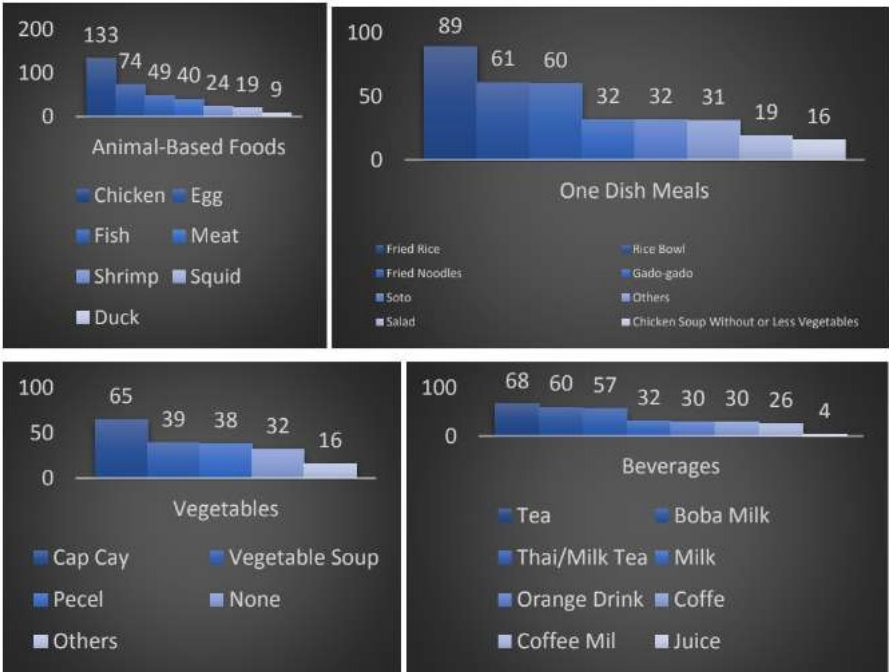 200
133
100
74
49
40
24
19
9
0
Animal-Based Foods
Chicken Egg
Fish Meat
Shrimp Squid
Duck
100
89
61
60
50
32
32
31
19
16
0
One Dish Meals
Fried Rice Rice Bowl
Fried Noodles Gado-gado
Soto Others
Salad Chicken Soup Without or Less Vegetables
100
65
50
39
38
32
16
0
Vegetables
Cap Cay Vegetable Soup
Pecel None
Others
100
68
60
57
32
30
30
26
4
0
Beverages
Tea Boba Milk
Thai/Milk Tea Milk
Orange Drink Coffe
Coffee Mil Juice